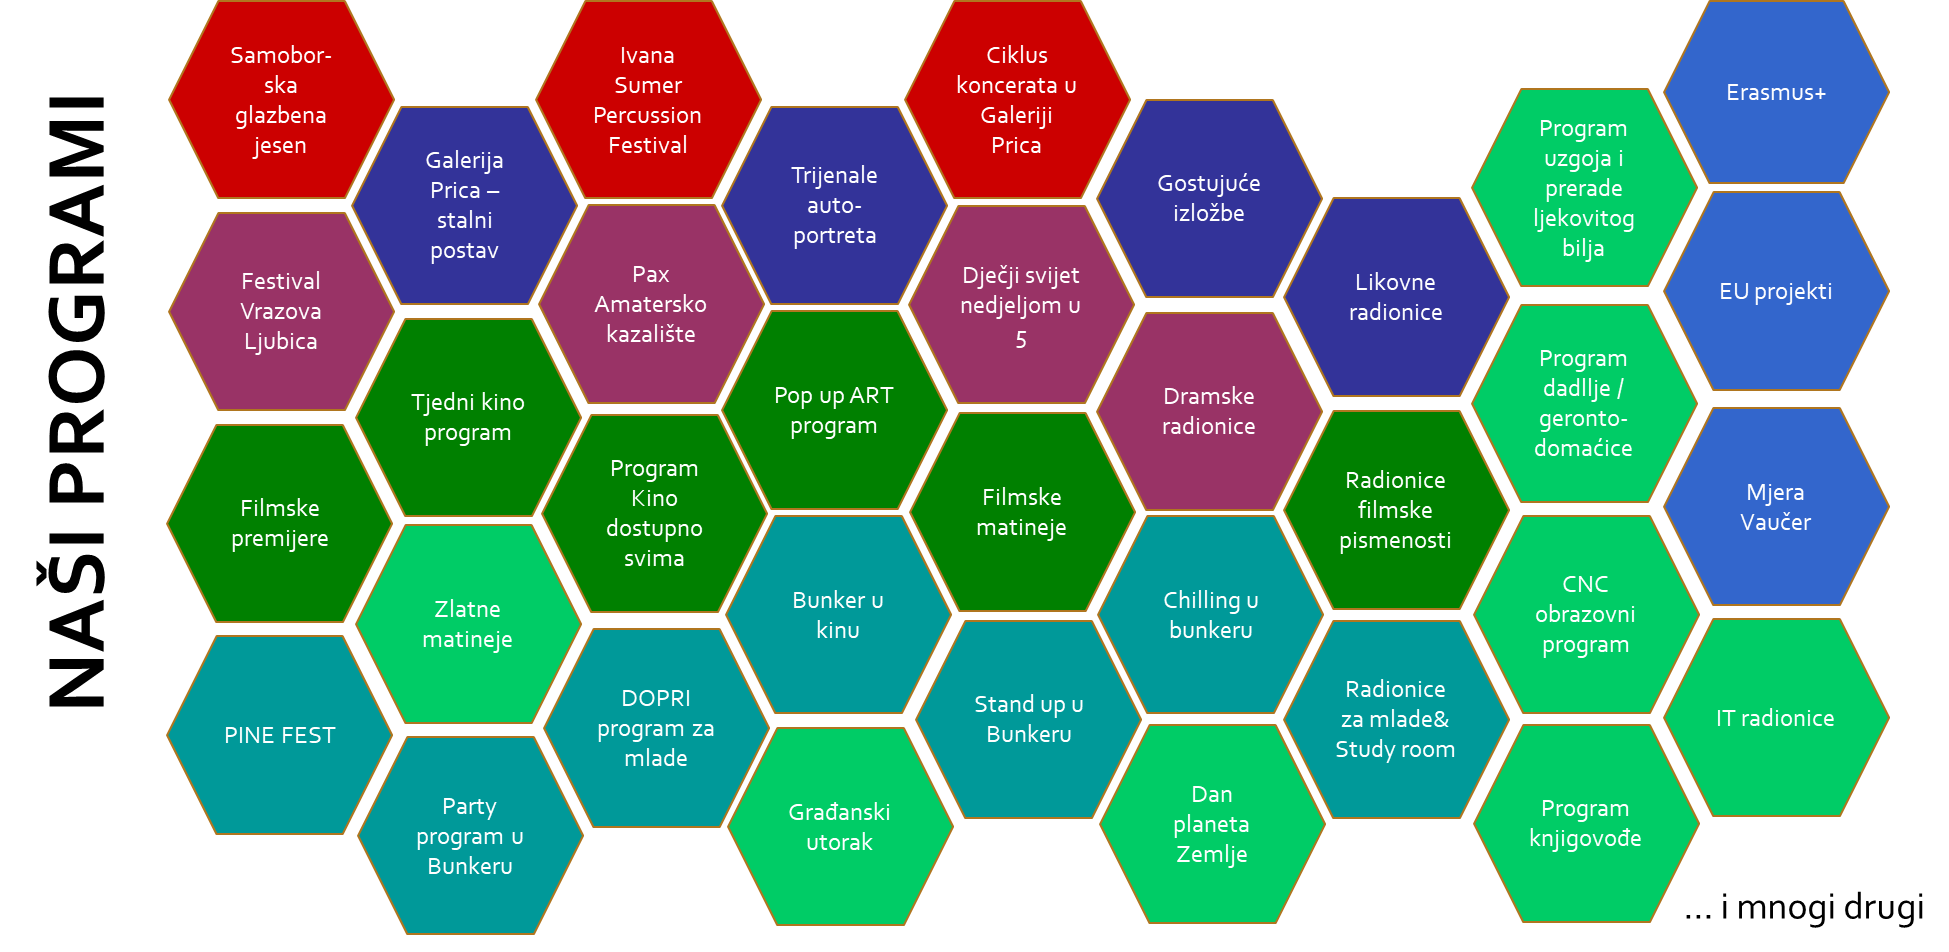 NAŠI PROGRAMI
Samobor-
ska
glazbena
jesen
Festival
Vrazova
Ljubica
Filmske
premijere
PINE FEST
Galerija
Prica –
stalni
postav
Tjedni kino
program
Zlatne
matineje
Party
program u
Bunkeru
Ivana
Sumer
Percussion
Festival
Pax
Amatersko
kazalište
Program
Kino
dostupno
svima
DOPRI
program za
mlade
Trijenale
auto-
portreta
Pop up ART
program
Bunker u
kinu
Građanski
utorak
Ciklus
koncerata u
Galeriji
Prica
Dječji svijet
nedjeljom u
5
Filmske
matineje
Stand up u
Bunkeru
Gostujuće
izložbe
Dramske
radionice
Chilling u
bunkeru
Dan
planeta
Zemlje
Likovne
radionice
Radionice
filmske
pismenosti
Radionice
za mlade&
Study room
Program
uzgoja i
prerade
ljekovitog
bilja
Program
dadllje /
geronto-
domaćice
CNC
obrazovni
program
Program
knjigovođe
Erasmus+
EU projekti
Mjera
Vaučer
IT radionice
... i mnogi drugi